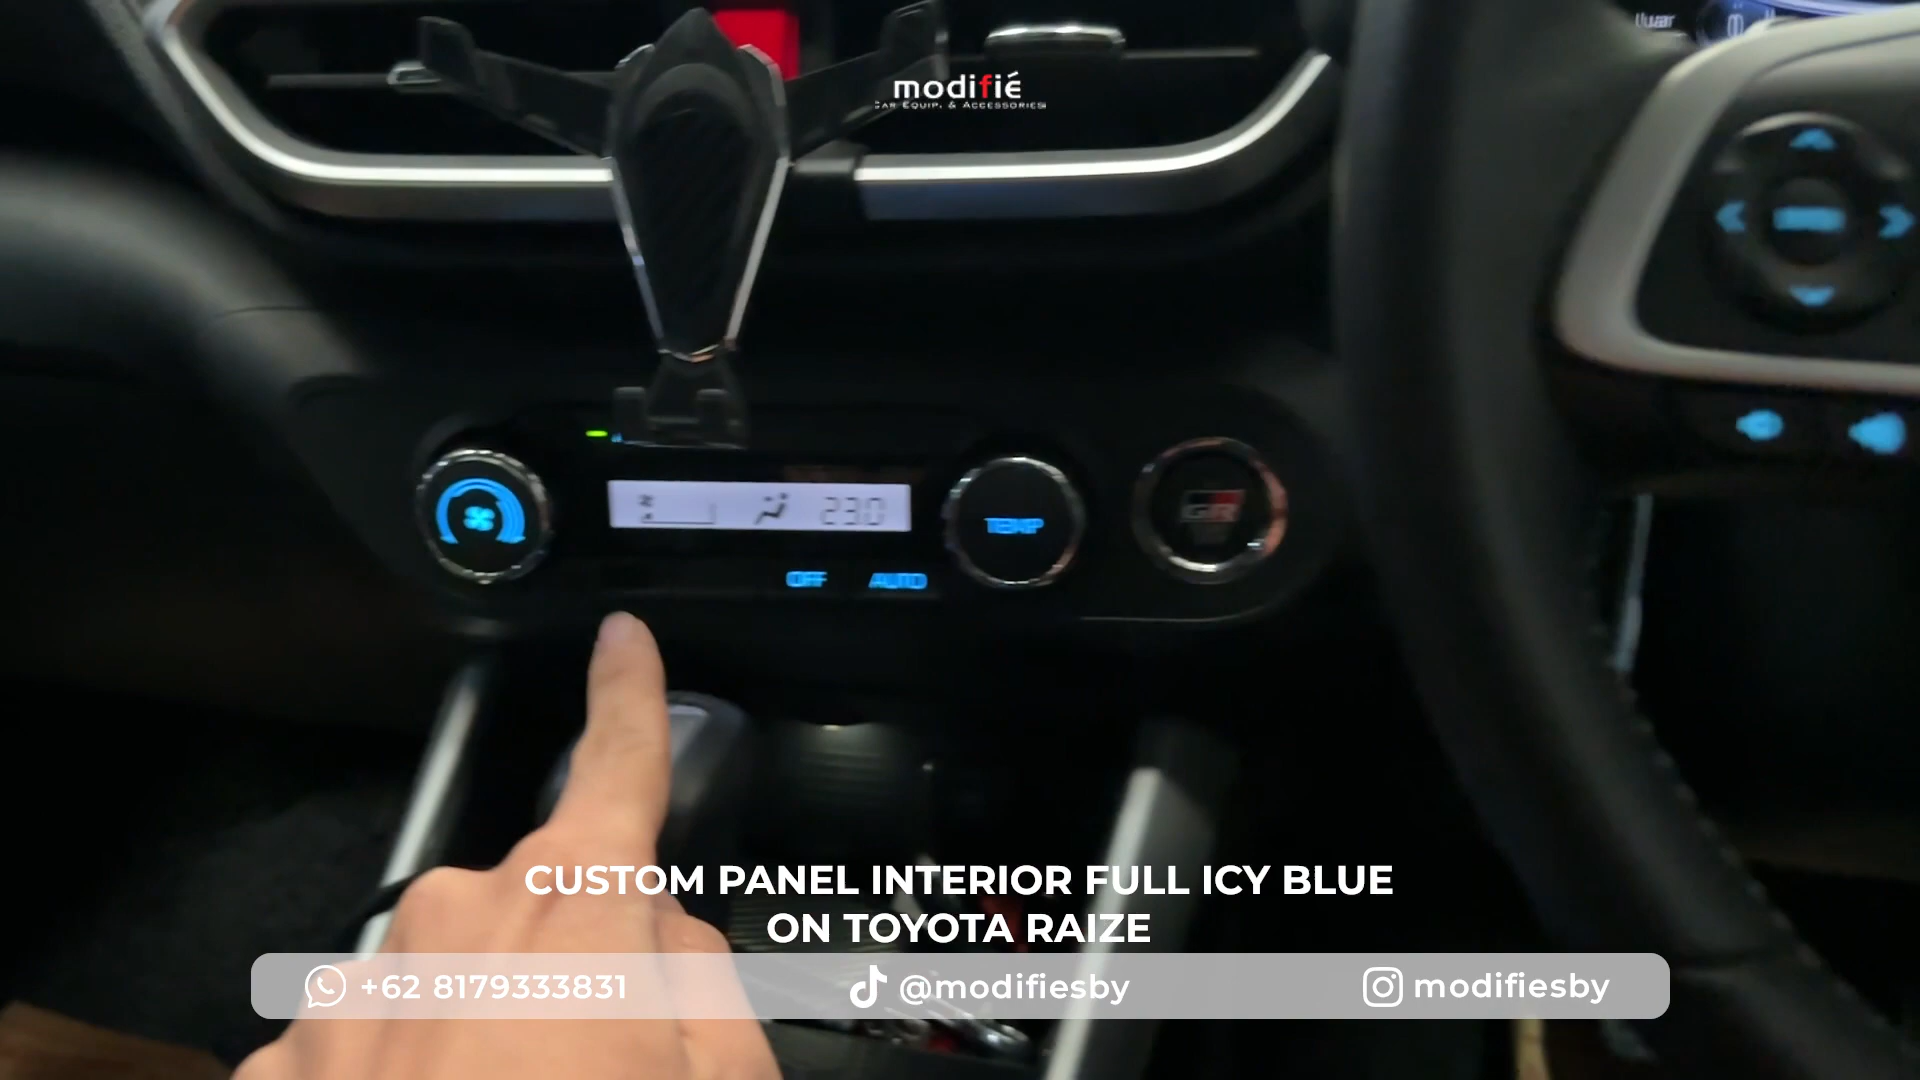 modifié
CAR EQUIP. & ACCESSORIES
23.0
TEMP
GR
OFF AUTO
CUSTOM PANEL INTERIOR FULL ICY BLUE
ON TOYOTA RAIZE
+62 8179333831 @modifiesby modifiesby